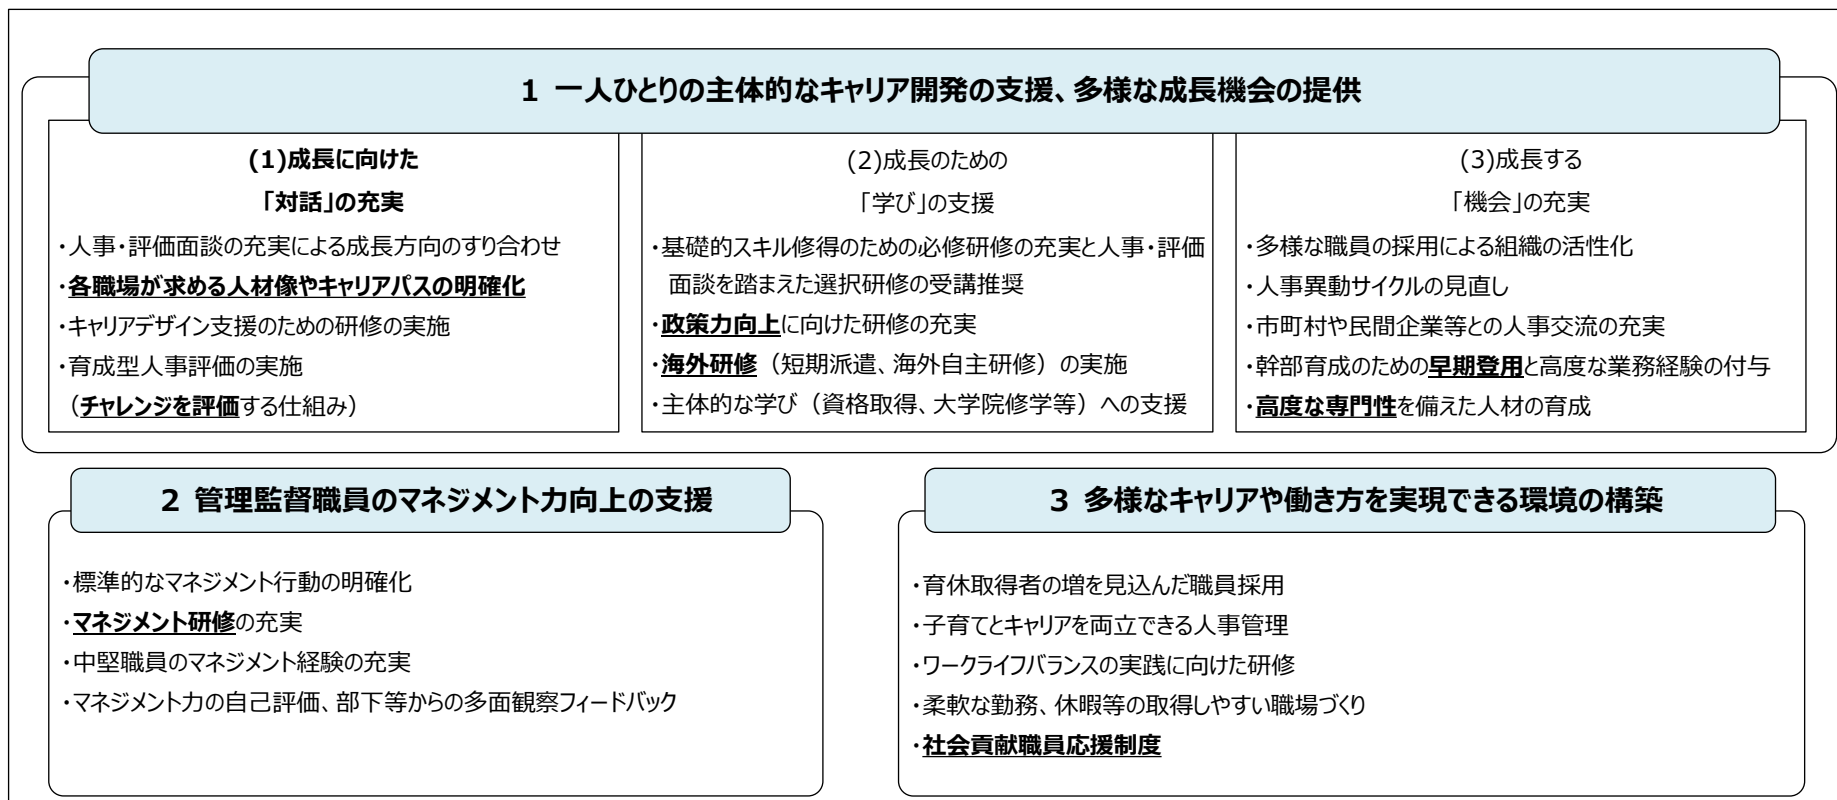 1 一人ひとりの主体的なキャリア開発の支援、多様な成長機会の提供
(1)成長に向けた
「対話」の充実
・人事・評価面談の充実による成長方向のすり合わせ
・各職場が求める人材像やキャリアパスの明確化
・キャリアデザイン支援のための研修の実施
・育成型人事評価の実施
（チャレンジを評価する仕組み）
(2)成長のための
「学び」の支援
・基礎的スキル修得のための必修研修の充実と人事・評価
面談を踏まえた選択研修の受講推奨
・政策力向上に向けた研修の充実
・海外研修（短期派遣、海外自主研修）の実施
・主体的な学び（資格取得、大学院修学等）への支援
(3)成長する
「機会」の充実
・多様な職員の採用による組織の活性化
・人事異動サイクルの見直し
・市町村や民間企業等との人事交流の充実
・幹部育成のための早期登用と高度な業務経験の付与
・高度な専門性を備えた人材の育成
2 管理監督職員のマネジメント力向上の支援
・標準的なマネジメント行動の明確化
・マネジメント研修の充実
・中堅職員のマネジメント経験の充実
・マネジメント力の自己評価、部下等からの多面観察フィードバック
3 多様なキャリアや働き方を実現できる環境の構築
・育休取得者の増を見込んだ職員採用
・子育てとキャリアを両立できる人事管理
・ワークライフバランスの実践に向けた研修
・柔軟な勤務、休暇等の取得しやすい職場づくり
・社会貢献職員応援制度